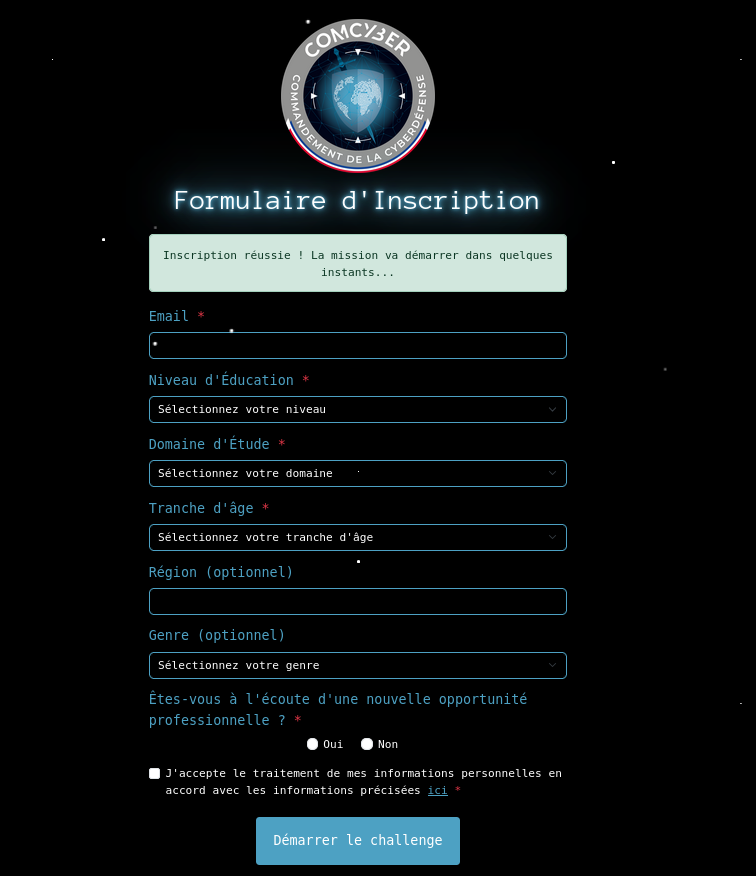 COMCYBER
COMMANDEMENT DE LA CYBERDÉFENSE
Formulaire d'Inscription
Inscription réussie ! La mission va démarrer dans quelques
instants...
Email *
Niveau d'Éducation *
Sélectionnez votre niveau
Domaine d'Étude *
Sélectionnez votre domaine
Tranche d'âge *
Sélectionnez votre tranche d'âge
Région (optionnel)
Genre (optionnel)
Sélectionnez votre genre
Êtes-vous à l'écoute d'une nouvelle opportunité
professionnelle ? *
Oui Non
J'accepte le traitement de mes informations personnelles en
accord avec les informations précisées ici *
Démarrer le challenge